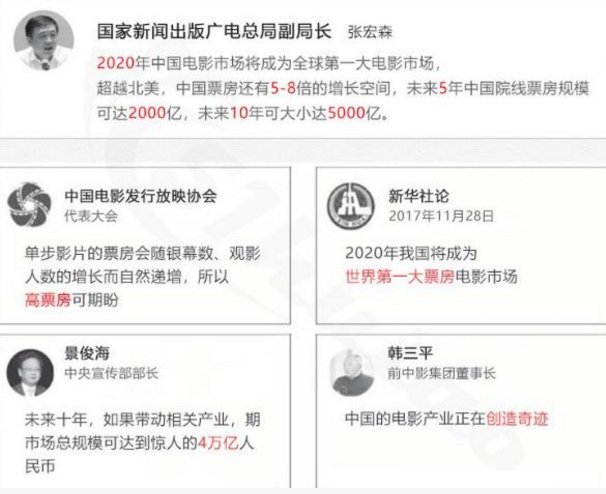 国家新闻出版广电总局副局长 张宏森
2020年中国电影市场将成为全球第一大电影市场，
超越北美，中国票房还有5-8倍的增长空间，未来5年中国院线票房规模
可达2000亿，未来10年可大小达5000亿。
中国电影发行放映协会
代表大会
单步影片的票房会随银幕数、观影
人数的增长而自然递增，所以
高票房可期盼
新华社论
2017年11月28日
2020年我国将成为
世界第一大票房电影市场
景俊海
中央宣传部部长
未来十年，如果带动相关产业，期
市场总规模可达到惊人的4万亿人
民币
韩三平
前中影集团董事长
中国的电影产业正在创造奇迹